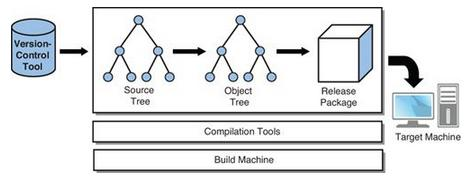 Version-
Control
Tool
Source
Tree
Object
Tree
Release
Package
Compilation Tools
Build Machine
Target Machine